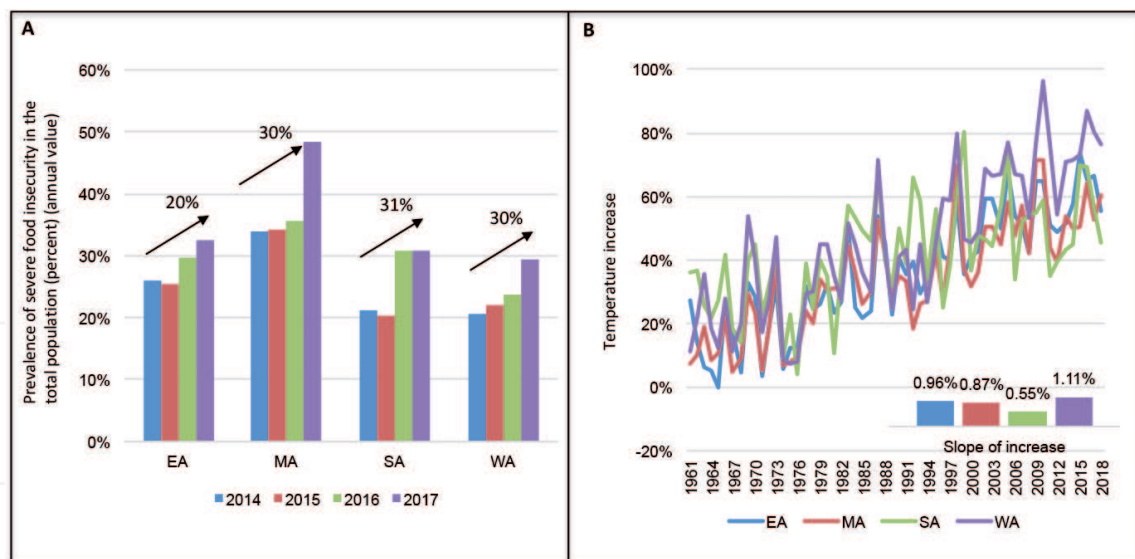 A
Prevalence of severe food insecurity in the
total population (percent) (annual value)
60%
50%
40%
30%
20%
10%
0%
20%
30%
31%
30%
EA MA SA WA
2014 2015 2016 2017
B
Temperature increase
100%
80%
60%
40%
20%
0%
-20%
0.96% 0.87% 0.55% 1.11%
Slope of increase
1961 1964 1967 1970 1973 1976 1979 1982 1985 1988 1991 1994 1997 2000 2003 2006 2009 2012 2015 2018
EA MA SA WA